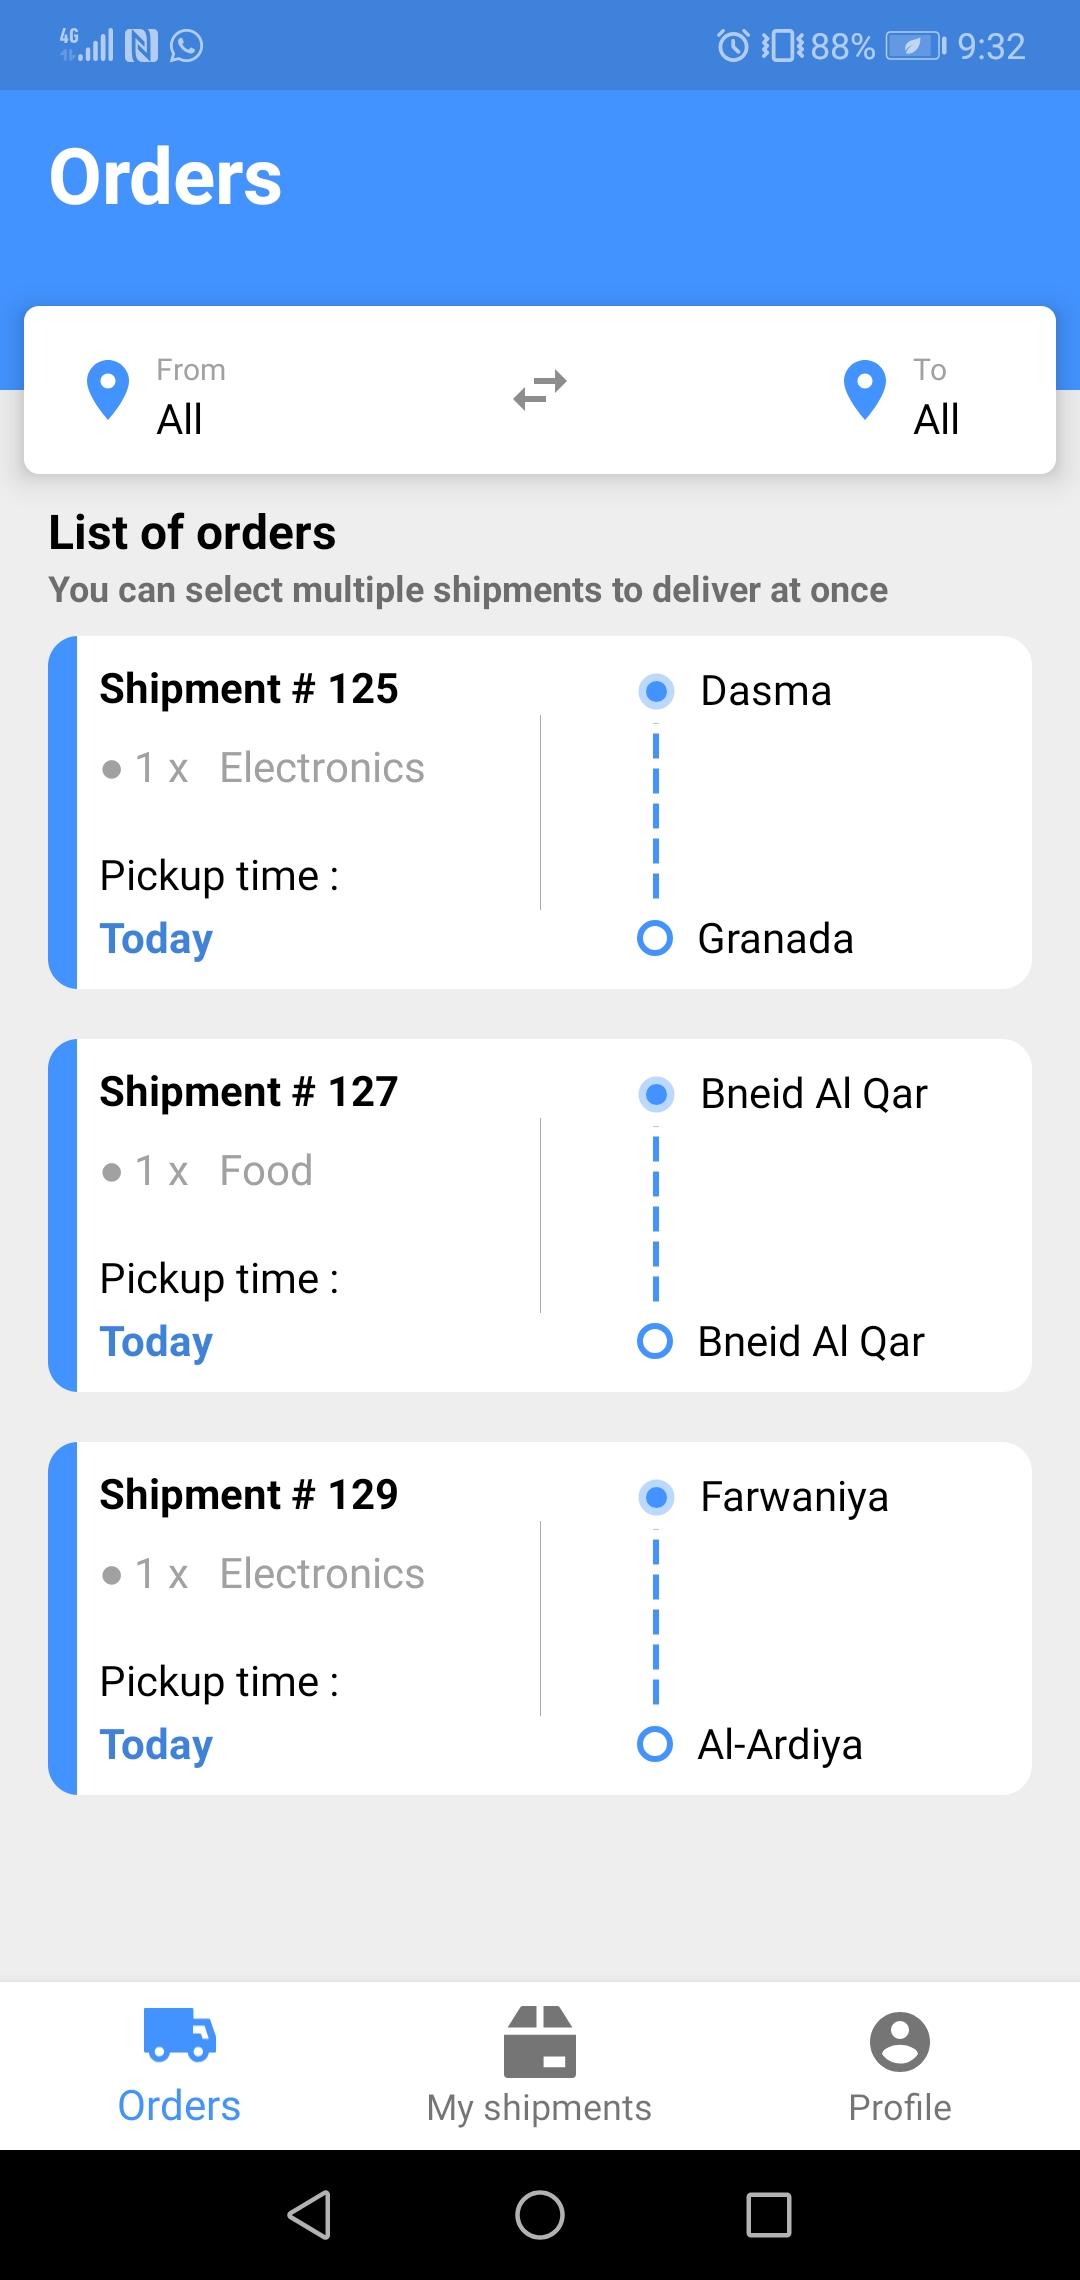 4G 88% 9:32
Orders
From To
All All
List of orders
You can select multiple shipments to deliver at once
Shipment # 125 Dasma
1 x Electronics
Pickup time :
Today Granada
Shipment # 127 Bneid Al Qar
1 x Food
Pickup time :
Today Bneid Al Qar
Shipment # 129 Farwaniya
1 x Electronics
Pickup time :
Today Al-Ardiya
Orders My shipments Profile